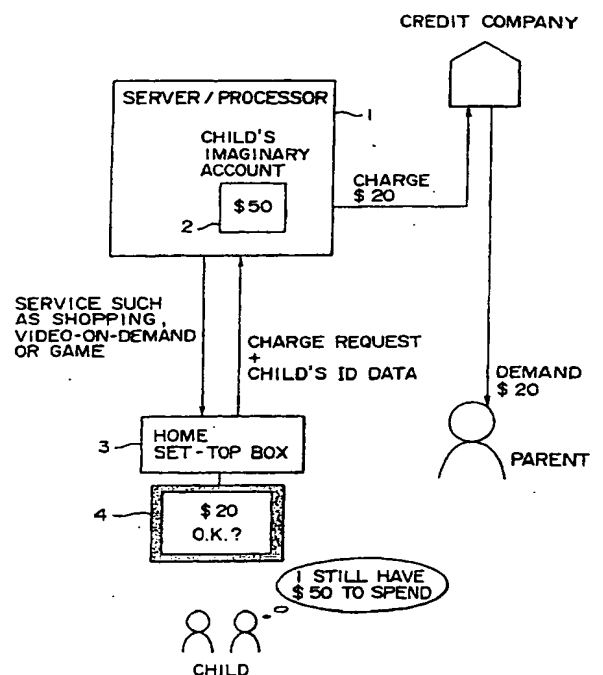 CREDIT COMPANY
SERVER/PROCESSOR
1
CHILD'S
IMAGINARY
ACCOUNT
$50
2
CHARGE
$20
SERVICE SUCH
AS SHOPPING,
VIDEO-ON-DEMAND
OR GAME
CHARGE REQUEST
+
CHILD'S ID DATA
DEMAND
$20
3
HOME
SET-TOP BOX
PARENT
4
$20
O.K.?
I STILL HAVE
$50 TO SPEND
CHILD